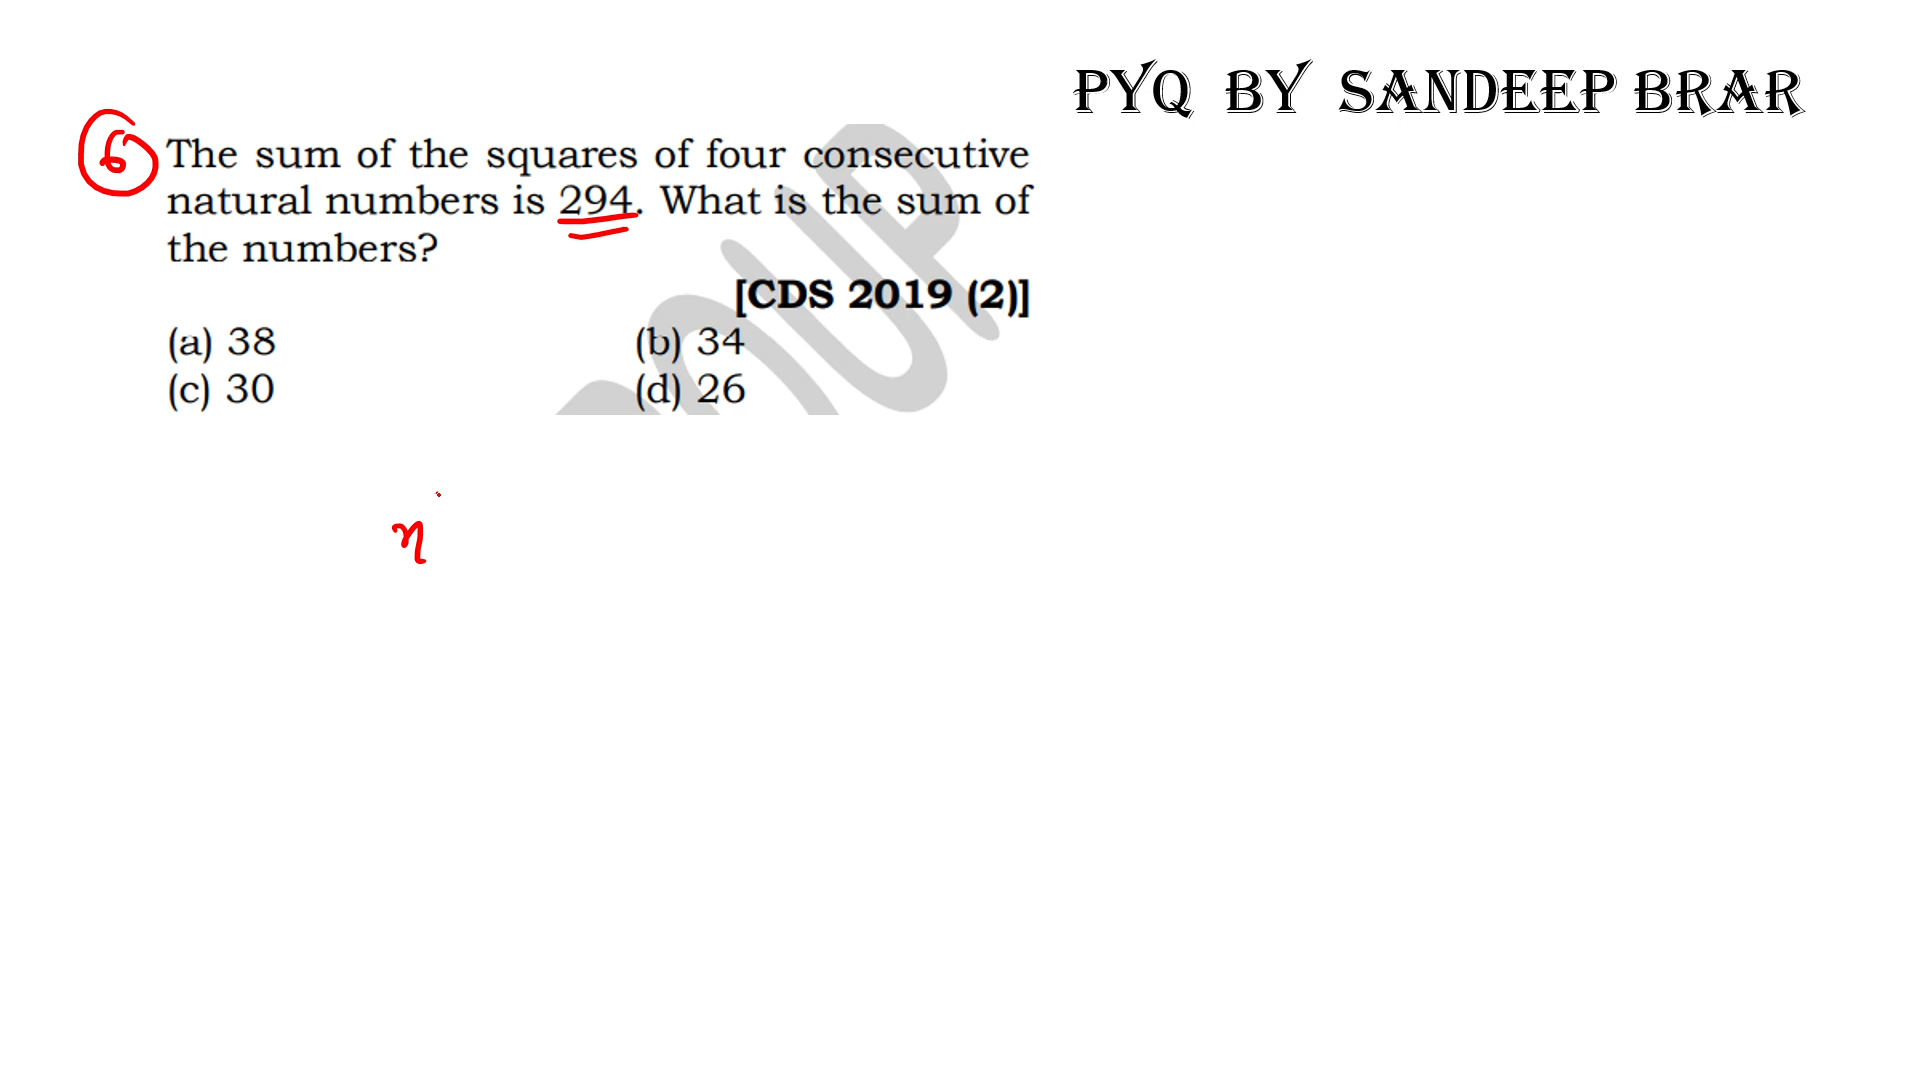 PYQ BY SANDEEP BRAR
6 The sum of the squares of four consecutive
natural numbers is 294. What is the sum of
the numbers?
[CDS 2019 (2)]
(a) 38 (b) 34
(c) 30 (d) 26
n